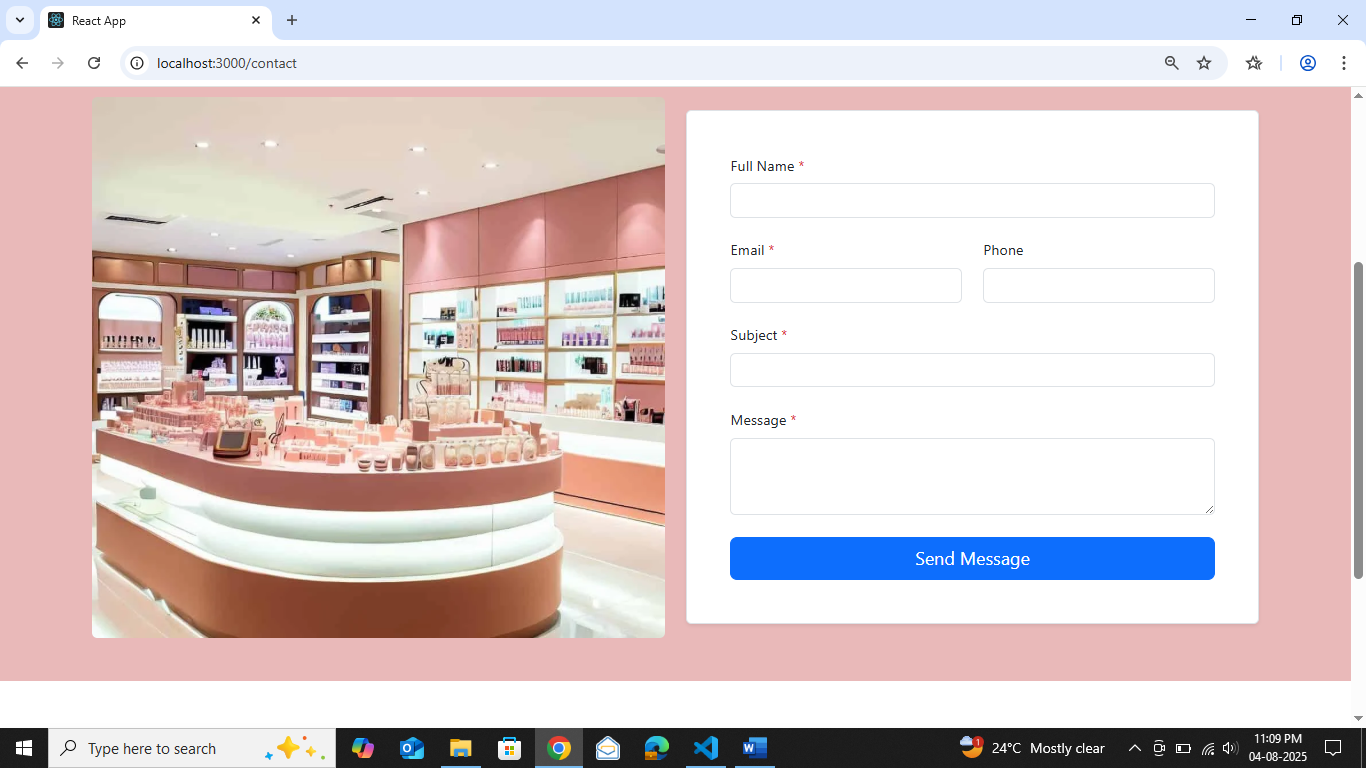 React App
localhost:3000/contact
Full Name *
Email * Phone
Subject *
Message *
Send Message
Type here to search
1
24°C Mostly clear
11:09 PM
04-08-2025